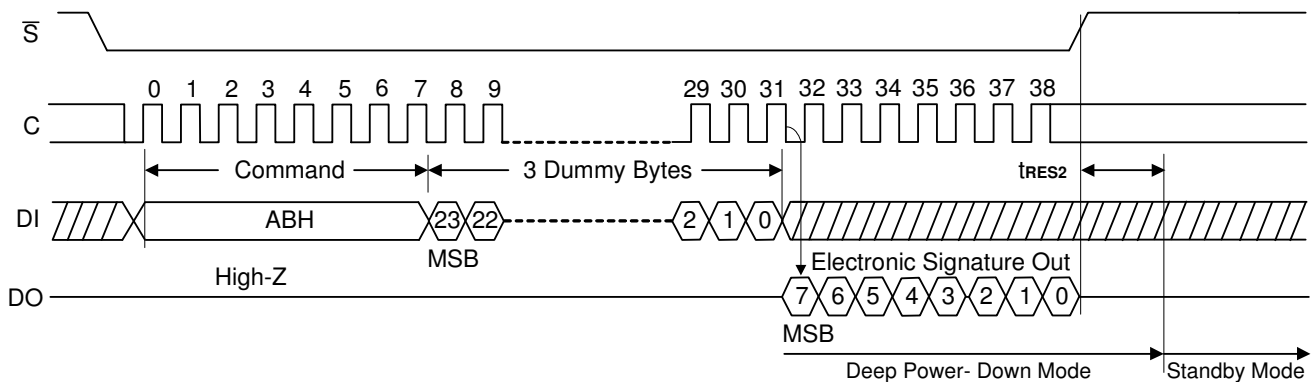 S
0 1 2 3 4 5 6 7 8 9 29 30 31 32 33 34 35 36 37 38
C
Command 3 Dummy Bytes tRES2
DI ABH 23 22 2 1 0
MSB
High-Z Electronic Signature Out
DO 7 6 5 4 3 2 1 0
MSB
Deep Power- Down Mode Standby Mode